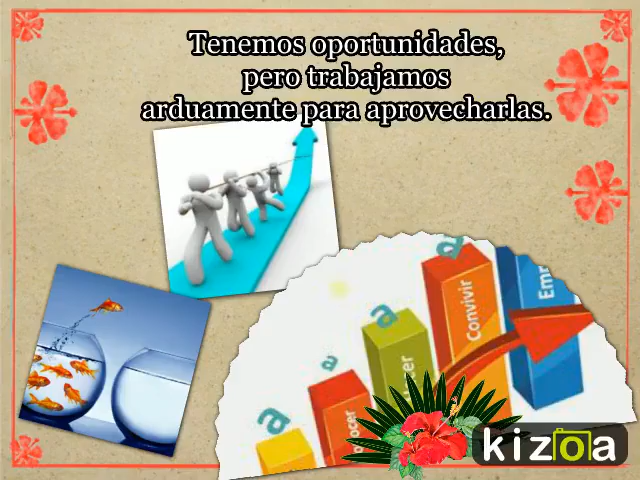 Tenemos oportunidades,
pero trabajamos
arduamente para aprovecharlas.
a
a
a
a
Convivir
kizoa